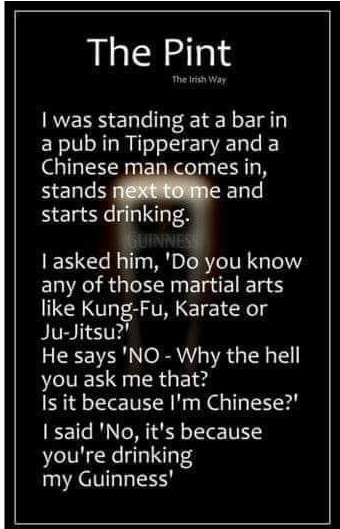 The Pint
The Irish Way
I was standing at a bar in
a pub in Tipperary and a
Chinese man comes in,
stands next to me and
starts drinking.
GUINNESS
I asked him, 'Do you know
any of those martial arts
like Kung-Fu, Karate or
Ju-Jitsu?'
He says 'NO - Why the hell
you ask me that?
Is it because I'm Chinese?'
I said 'No, it's because
you're drinking
my Guinness'